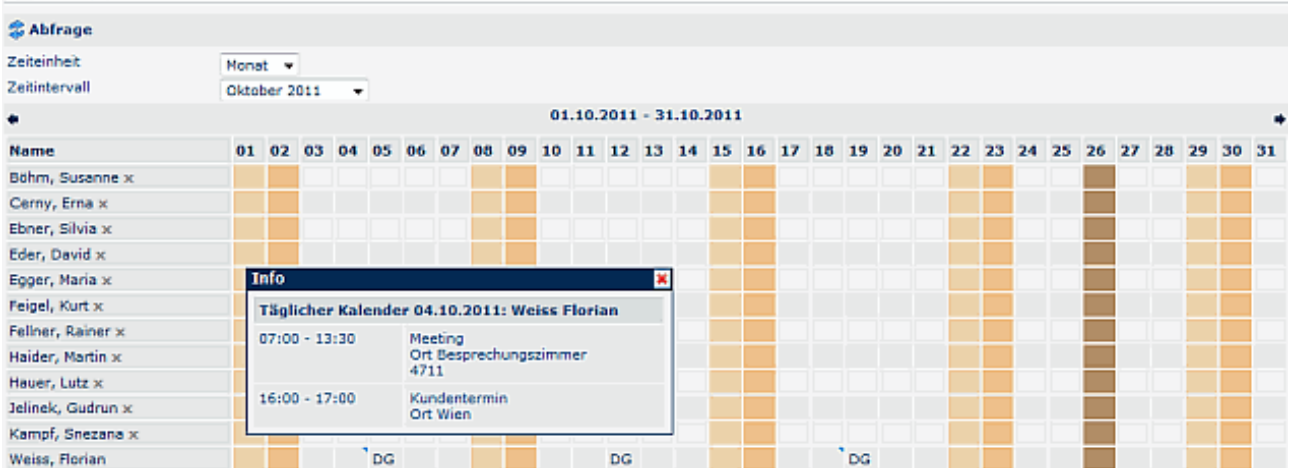 Abfrage
Zeiteinheit Monat
Zeitintervall Oktober 2011
01.10.2011 - 31.10.2011
Name 01 02 03 04 05 06 07 08 09 10 11 12 13 14 15 16 17 18 19 20 21 22 23 24 25 26 27 28 29 30 31
Böhm, Susanne x
Cerny, Erna x
Ebner, Silvia x
Eder, David x
Egger, Maria x
Feigel, Kurt x
Fellner, Rainer x
Haider, Martin x
Hauer, Lutz x
Jelinek, Gudrun x
Kampf, Snezana x
Weiss, Florian DG DG DG
Info
Täglicher Kalender 04.10.2011: Weiss Florian
07:00 - 13:30 Meeting
Ort Besprechungszimmer
4711
16:00 - 17:00 Kundentermin
Ort Wien